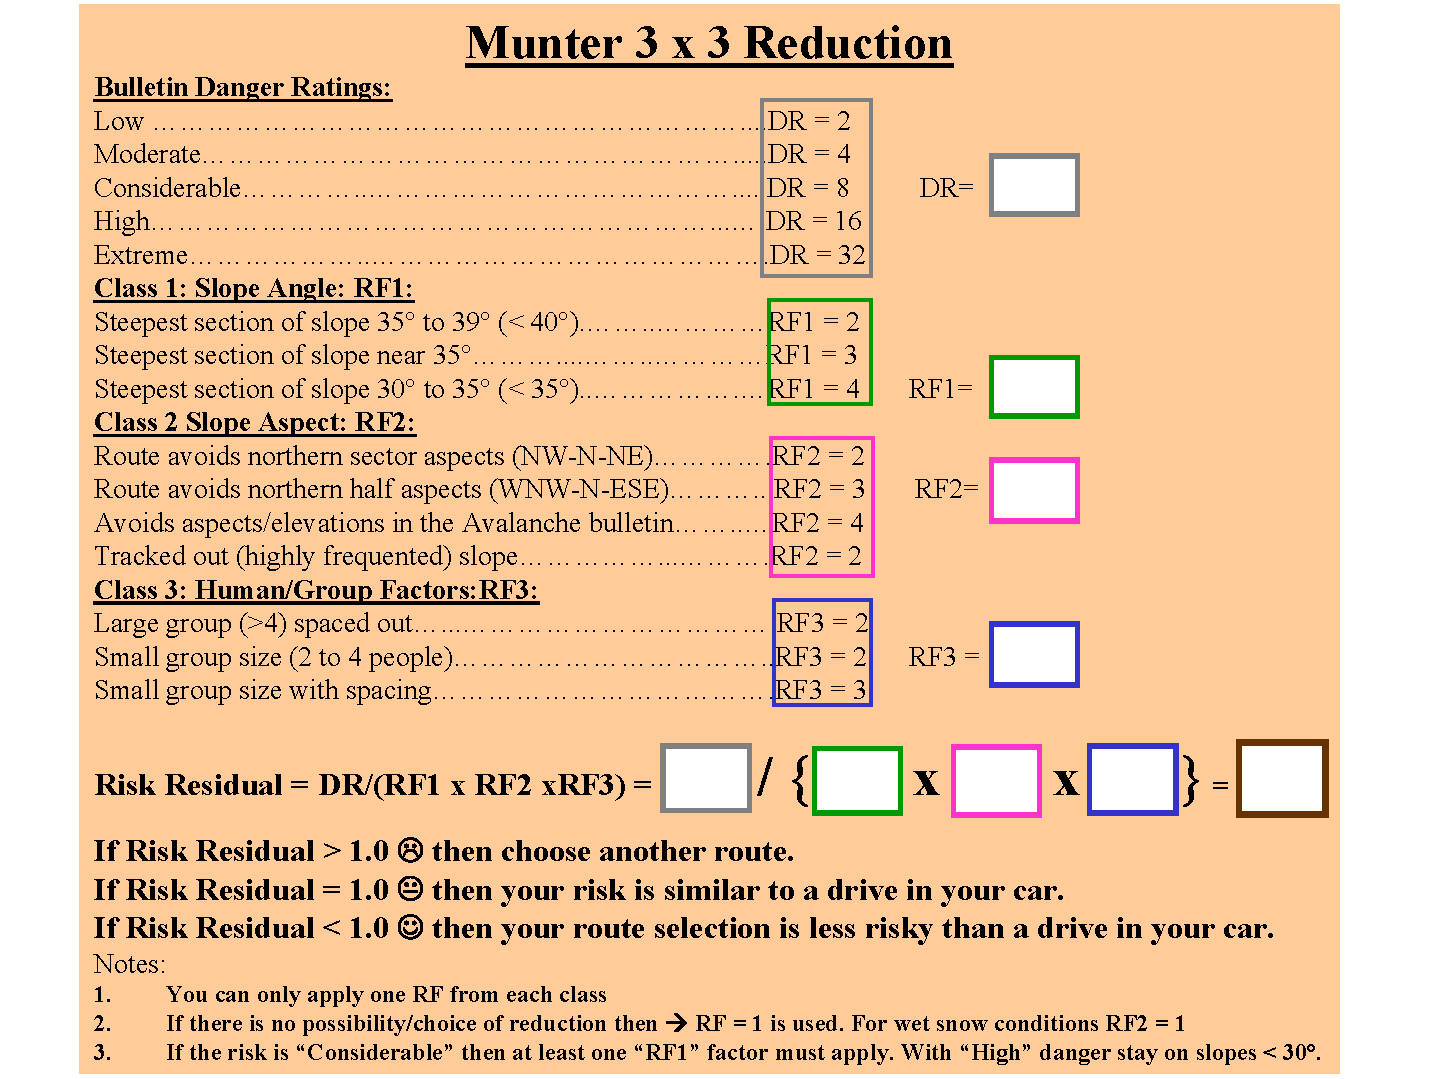 Munter 3 x 3 Reduction
Bulletin Danger Ratings:
Low ……………………………………………………….... DR = 2
Moderate………………………………………………….....DR = 4
Considerable…………..…………………………………....DR = 8 DR=
High……………………………………………………...… DR = 16
Extreme………………..…………………………………….DR = 32
Class 1: Slope Angle: RF1:
Steepest section of slope 35° to 39° (< 40°).……..…………RF1 = 2
Steepest section of slope near 35°…………...……..…………RF1 = 3
Steepest section of slope 30° to 35° (< 35°)..……………….RF1 = 4 RF1=
Class 2 Slope Aspect: RF2:
Route avoids northern sector aspects (NW-N-NE)………….RF2 = 2
Route avoids northern half aspects (WNW-N-ESE)………..RF2 = 3 RF2=
Avoids aspects/elevations in the Avalanche bulletin……..….RF2 = 4
Tracked out (highly frequented) slope……………...……….RF2 = 2
Class 3: Human/Group Factors:RF3:
Large group (>4) spaced out…...…………………………… RF3 = 2
Small group size (2 to 4 people)……………………………..RF3 = 2 RF3 =
Small group size with spacing……………………………….RF3 = 3
Risk Residual = DR/(RF1 x RF2 xRF3) = / { x x } =
If Risk Residual > 1.0 ☹ then choose another route.
If Risk Residual = 1.0 😐 then your risk is similar to a drive in your car.
If Risk Residual < 1.0 ☺ then your route selection is less risky than a drive in your car.
Notes:
1. You can only apply one RF from each class
2. If there is no possibility/choice of reduction then → RF = 1 is used. For wet snow conditions RF2 = 1
3. If the risk is “Considerable” then at least one “RF1” factor must apply. With “High” danger stay on slopes < 30°.